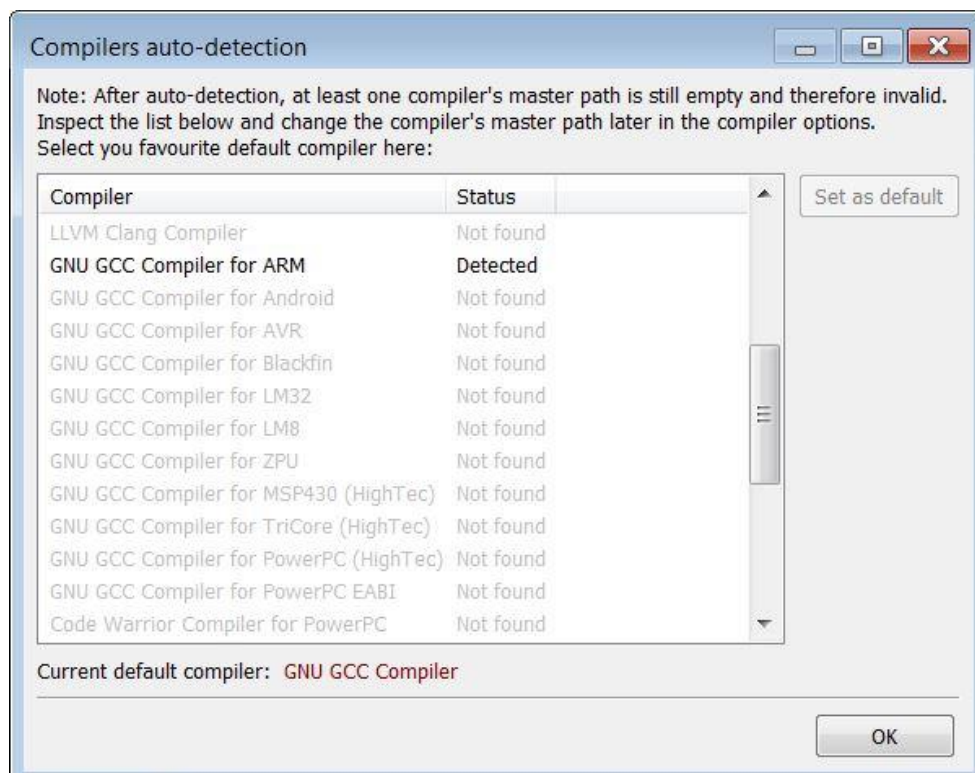 Compilers auto-detection
Note: After auto-detection, at least one compiler's master path is still empty and therefore invalid.
Inspect the list below and change the compiler's master path later in the compiler options.
Select you favourite default compiler here:
Compiler Status
Set as default
LLVM Clang Compiler Not found
GNU GCC Compiler for ARM Detected
GNU GCC Compiler for Android Not found
GNU GCC Compiler for AVR Not found
GNU GCC Compiler for Blackfin Not found
GNU GCC Compiler for LM32 Not found
GNU GCC Compiler for LM8 Not found
GNU GCC Compiler for ZPU Not found
GNU GCC Compiler for MSP430 (HighTec) Not found
GNU GCC Compiler for TriCore (HighTec) Not found
GNU GCC Compiler for PowerPC (HighTec) Not found
GNU GCC Compiler for PowerPC EABI Not found
Code Warrior Compiler for PowerPC Not found
Current default compiler: GNU GCC Compiler
OK